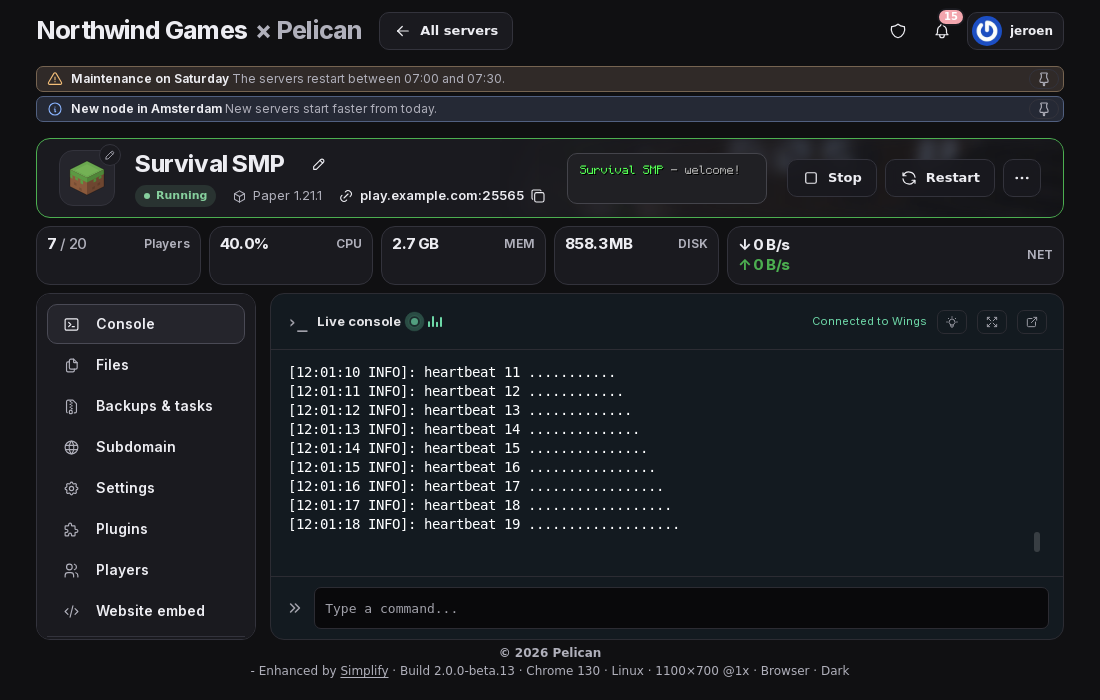 Northwind Games × Pelican
All servers
15
jeroen
Maintenance on Saturday The servers restart between 07:00 and 07:30.
New node in Amsterdam New servers start faster from today.
Survival SMP
Running
Paper 1.21.1
play.example.com:25565
Survival SMP – welcome!
Stop
Restart
7 / 20 Players
40.0% CPU
2.7 GB MEM
858.3 MB DISK
↓ 0 B/s
↑ 0 B/s
NET
Console
Files
Backups & tasks
Subdomain
Settings
Plugins
Players
Website embed
Live console
Connected to Wings
[12:01:10 INFO]: heartbeat 11 ...........
[12:01:11 INFO]: heartbeat 12 ............
[12:01:12 INFO]: heartbeat 13 .............
[12:01:13 INFO]: heartbeat 14 ..............
[12:01:14 INFO]: heartbeat 15 ...............
[12:01:15 INFO]: heartbeat 16 ................
[12:01:16 INFO]: heartbeat 17 .................
[12:01:17 INFO]: heartbeat 18 ..................
[12:01:18 INFO]: heartbeat 19 ...................
Type a command...
© 2026 Pelican
- Enhanced by Simplify · Build 2.0.0-beta.13 · Chrome 130 · Linux · 1100×700 @1x · Browser · Dark